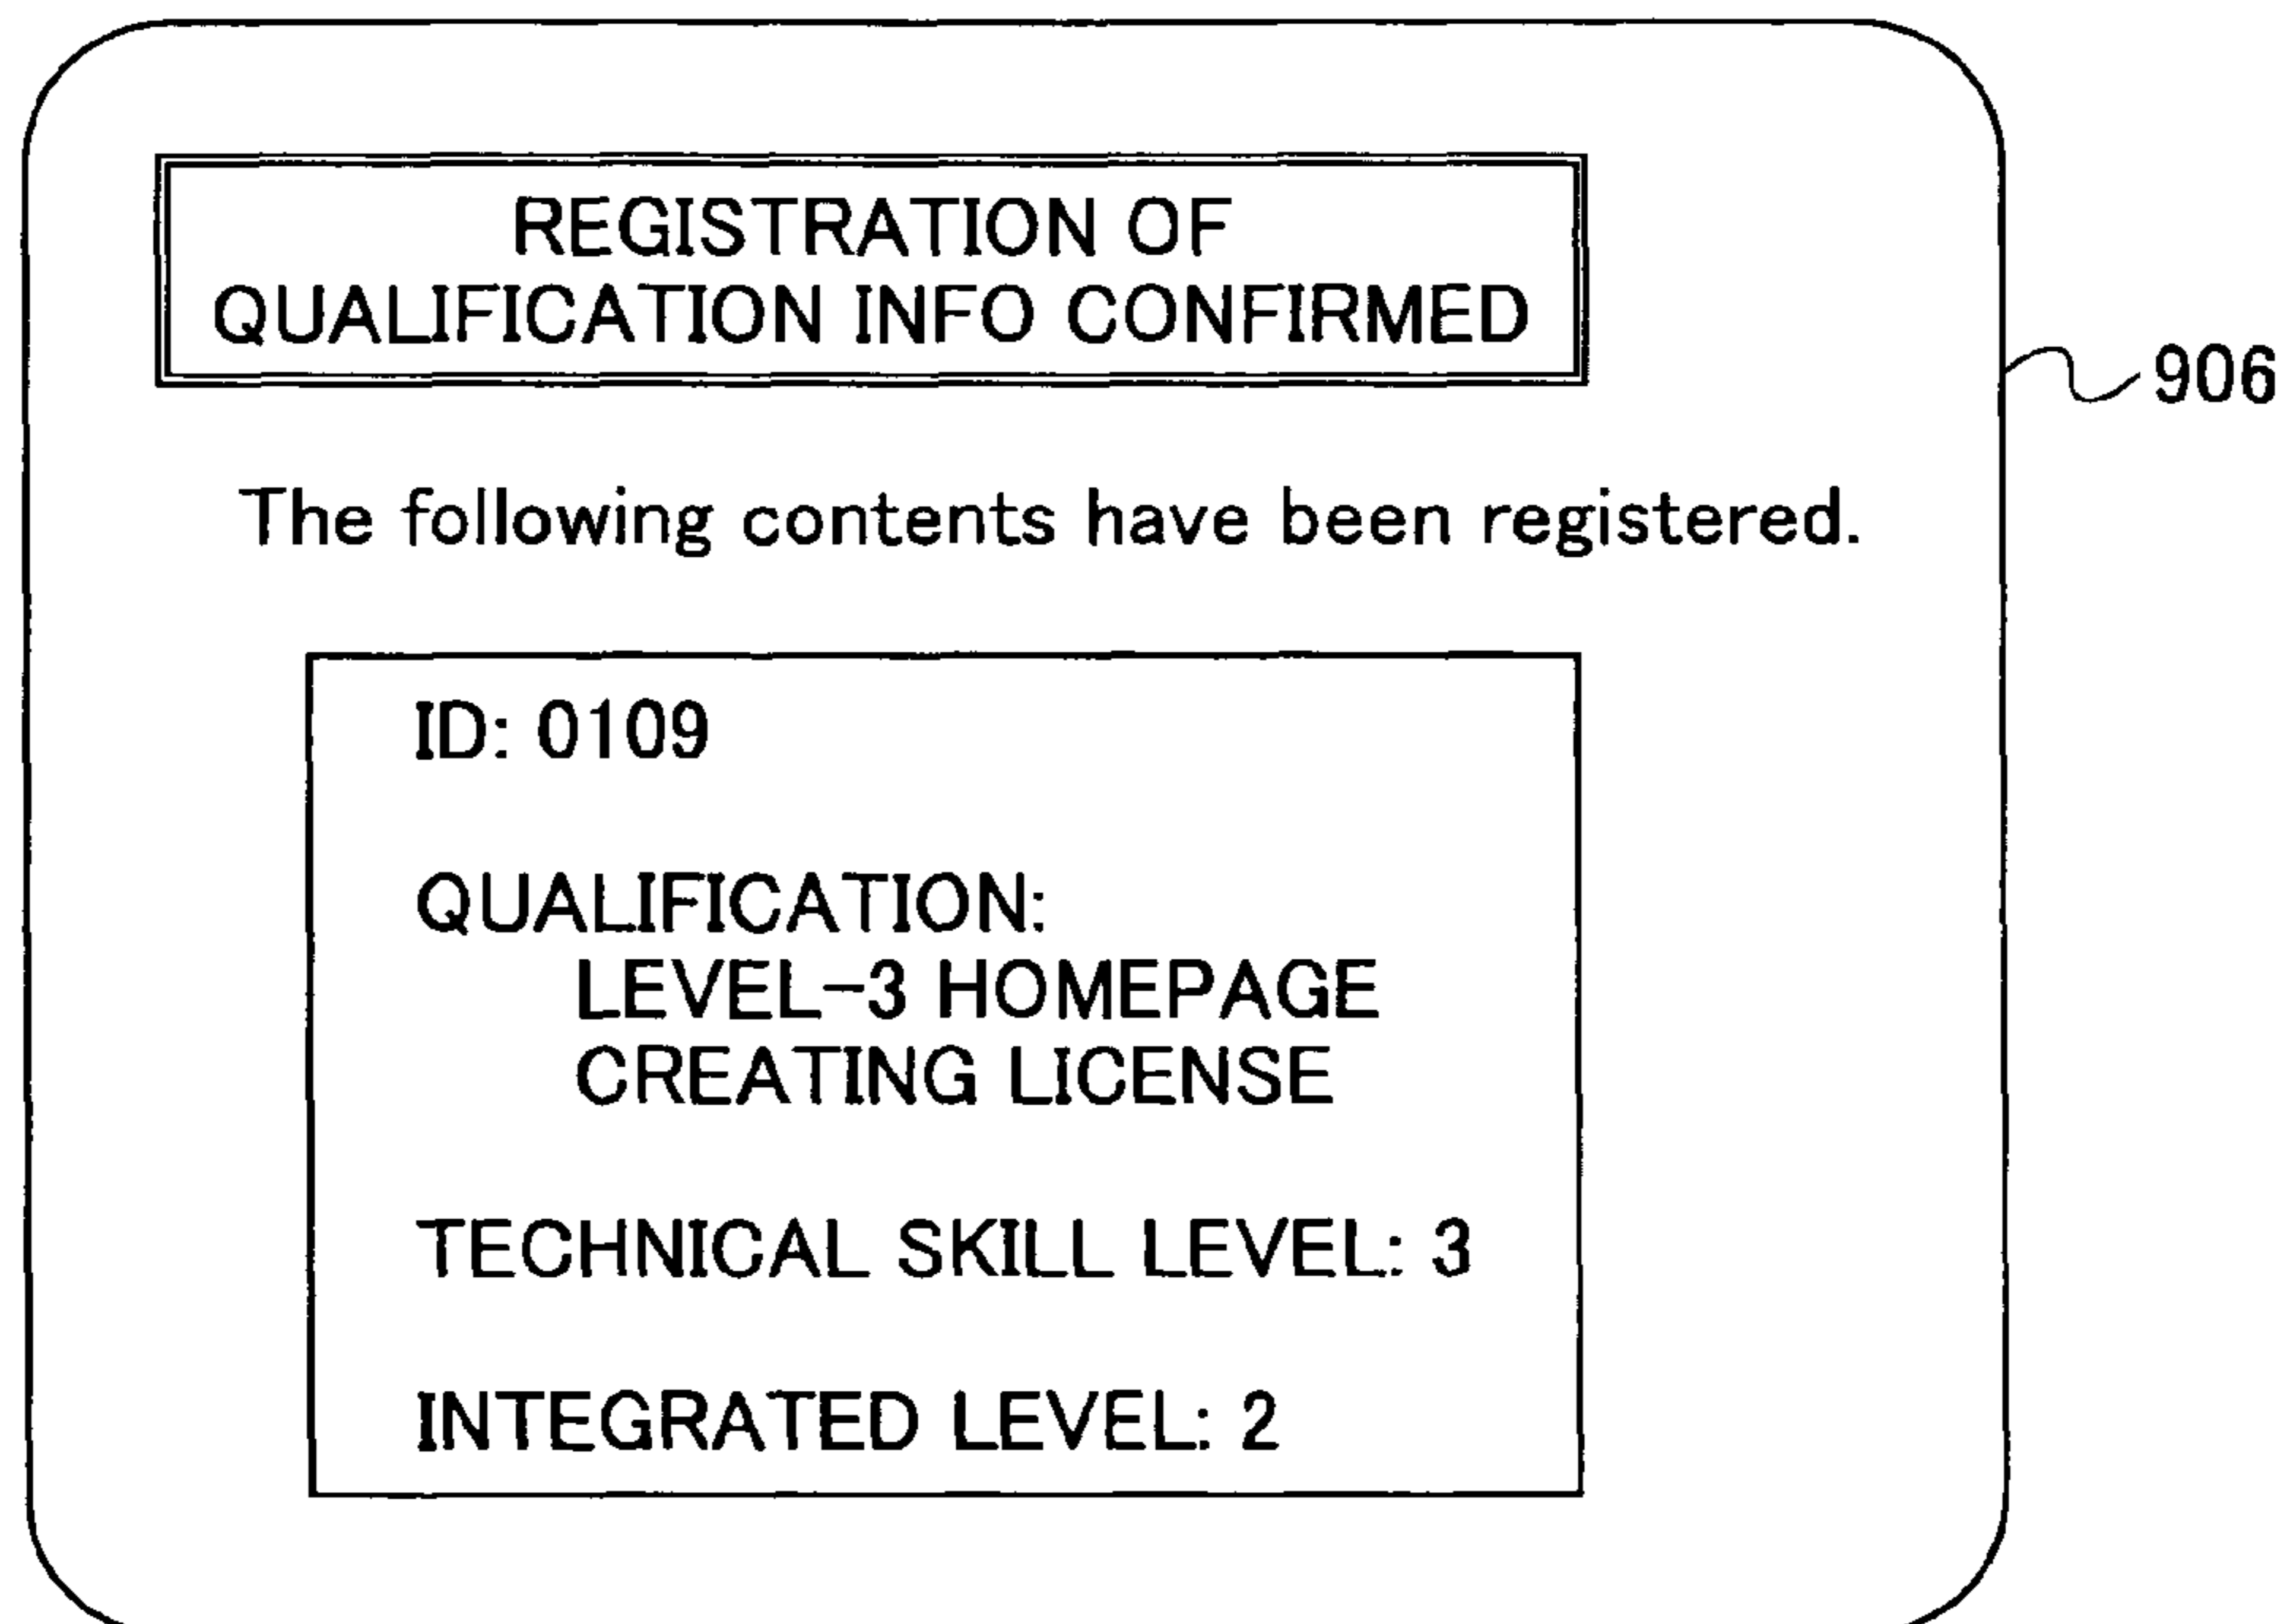 REGISTRATION OF
QUALIFICATION INFO CONFIRMED
906
The following contents have been registered.
ID: 0109
QUALIFICATION:
LEVEL-3 HOMEPAGE
CREATING LICENSE
TECHNICAL SKILL LEVEL: 3
INTEGRATED LEVEL: 2